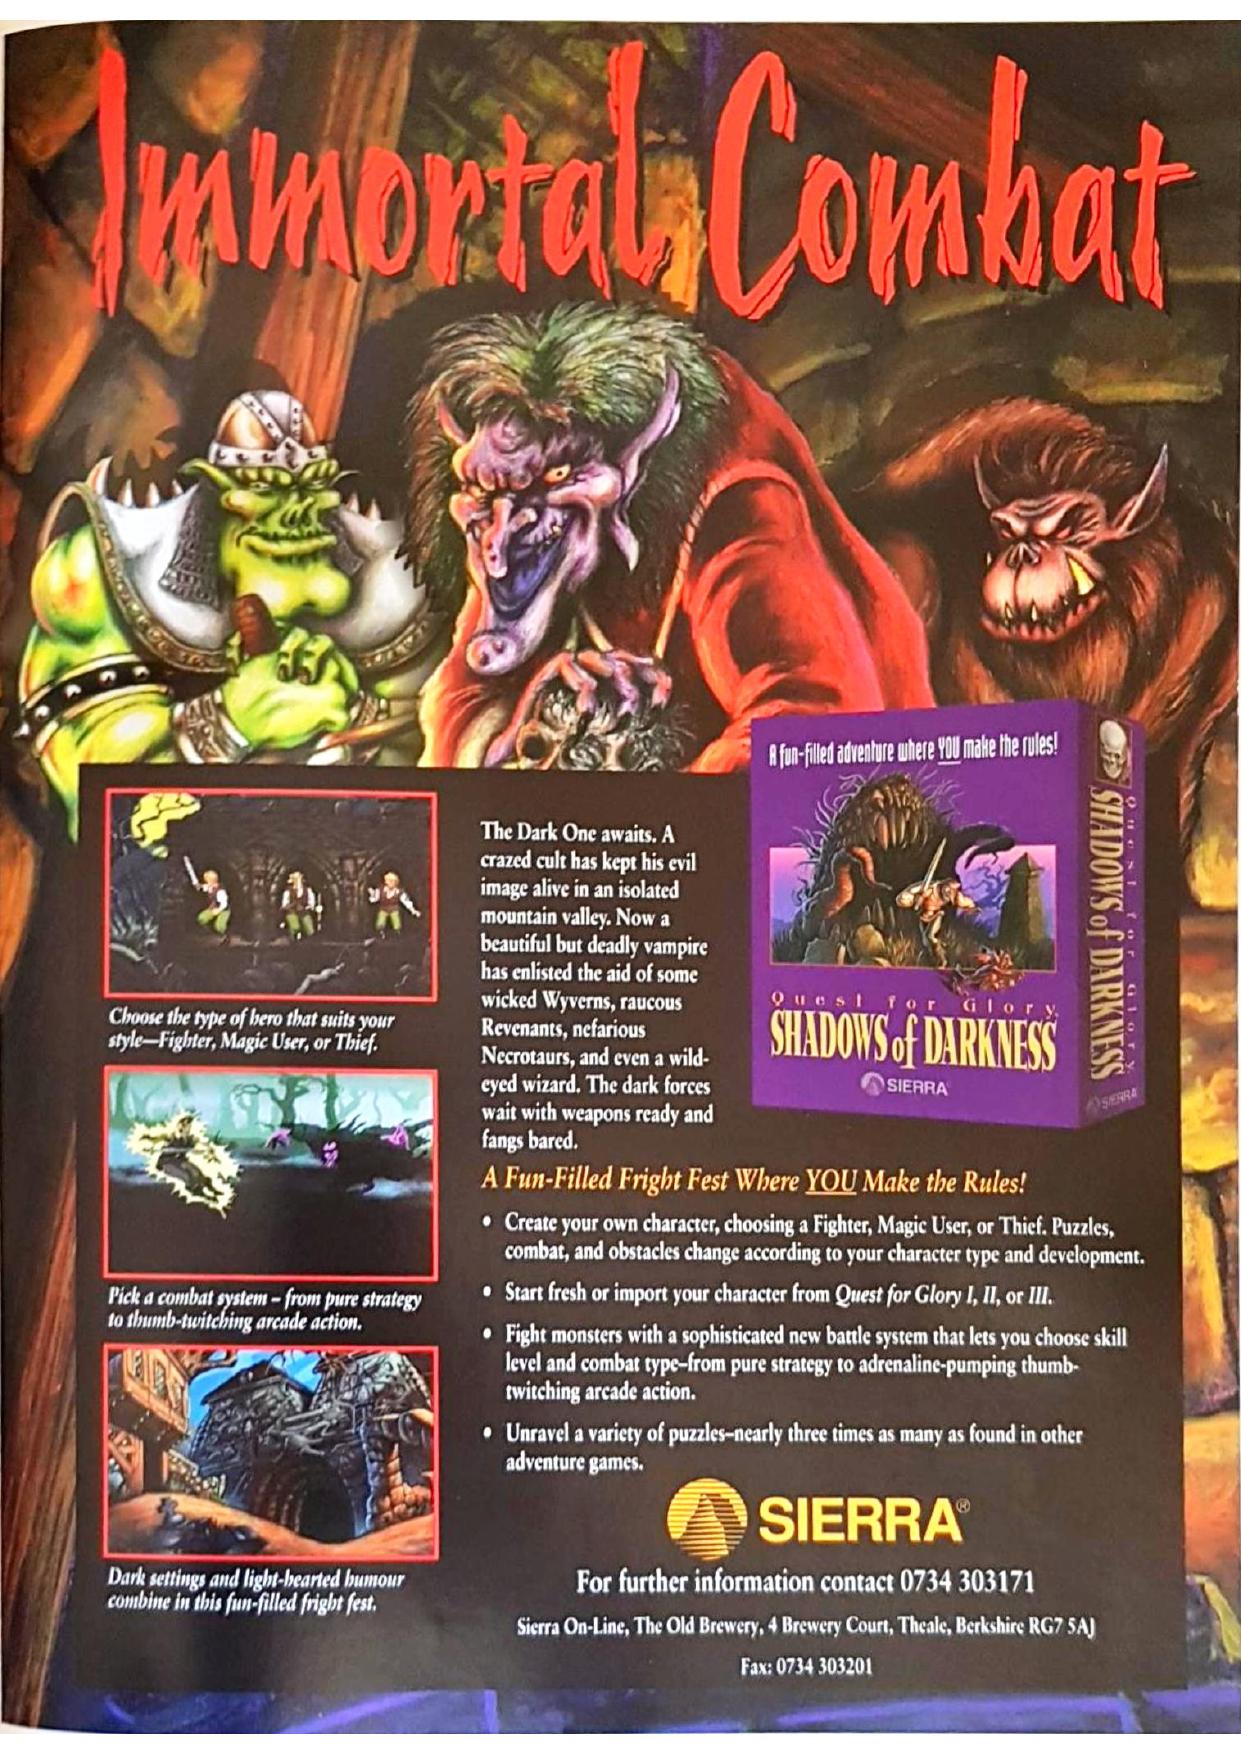 Immortal Combat
A fun-filled adventure where YOU make the rules!
Quest for Glory
SHADOWS of DARKNESS
SIERRA
Quest for Glory
SHADOWS of DARKNESS
SIERRA
Choose the type of hero that suits your
style—Fighter, Magic User, or Thief.
Pick a combat system – from pure strategy
to thumb-twitching arcade action.
Dark settings and light-hearted humour
combine in this fun-filled fright fest.
The Dark One awaits. A
crazed cult has kept his evil
image alive in an isolated
mountain valley. Now a
beautiful but deadly vampire
has enlisted the aid of some
wicked Wyverns, raucous
Revenants, nefarious
Necrotaurs, and even a wild-
eyed wizard. The dark forces
wait with weapons ready and
fangs bared.
A Fun-Filled Fright Fest Where YOU Make the Rules!
• Create your own character, choosing a Fighter, Magic User, or Thief. Puzzles,
combat, and obstacles change according to your character type and development.
• Start fresh or import your character from Quest for Glory I, II, or III.
• Fight monsters with a sophisticated new battle system that lets you choose skill
level and combat type–from pure strategy to adrenaline-pumping thumb-
twitching arcade action.
• Unravel a variety of puzzles–nearly three times as many as found in other
adventure games.
SIERRA®
For further information contact 0734 303171
Sierra On-Line, The Old Brewery, 4 Brewery Court, Theale, Berkshire RG7 5AJ
Fax: 0734 303201